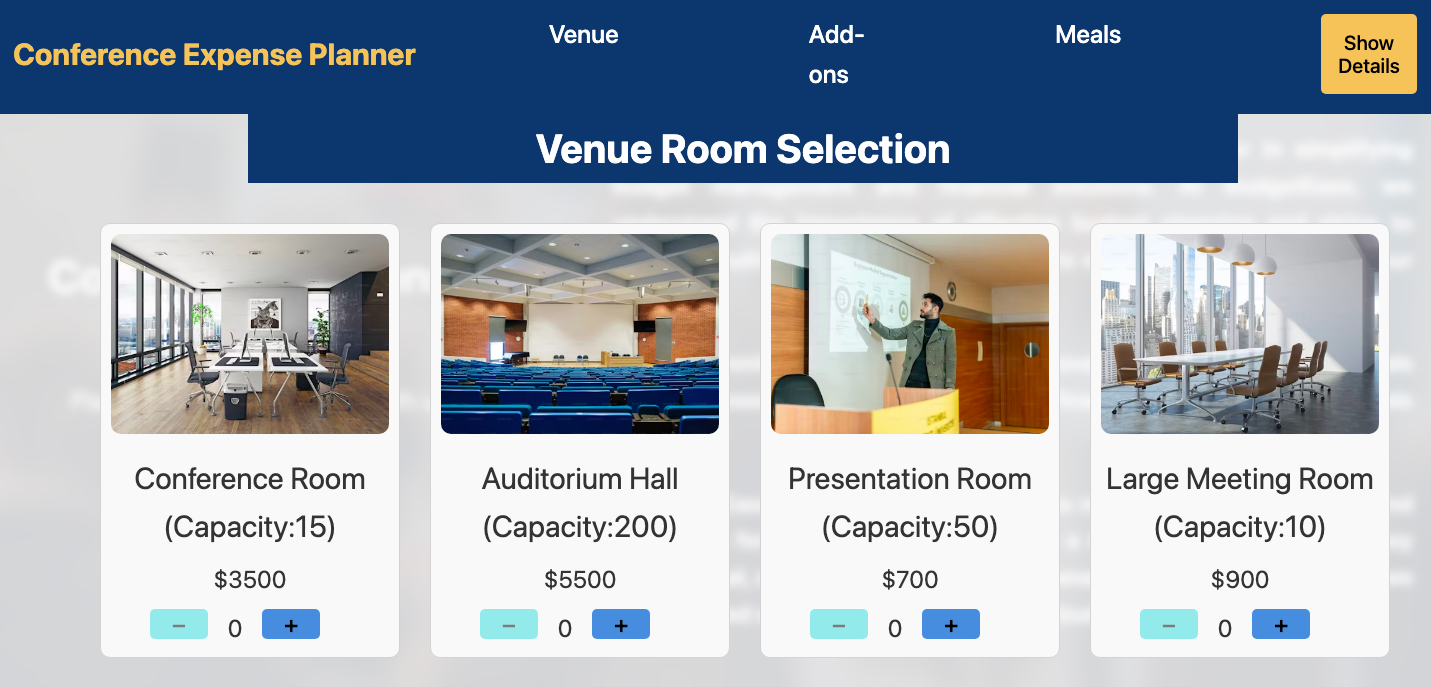 Conference Expense Planner
Venue
Add-
ons
Meals
Show
Details
Venue Room Selection
Conference Room
(Capacity:15)
$3500
− 0 +
Auditorium Hall
(Capacity:200)
$5500
− 0 +
Presentation Room
(Capacity:50)
$700
− 0 +
Large Meeting Room
(Capacity:10)
$900
− 0 +